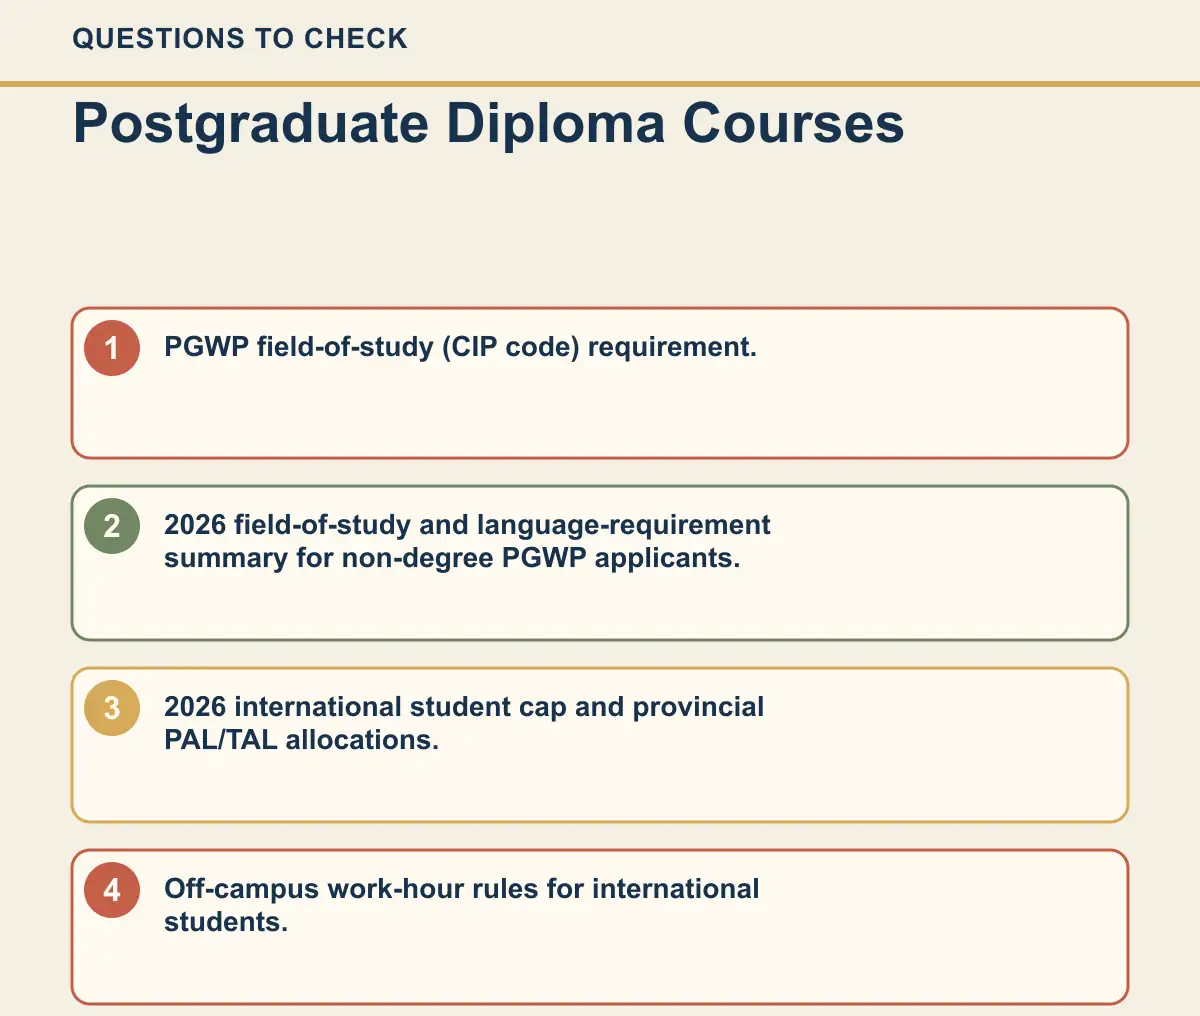 QUESTIONS TO CHECK
Postgraduate Diploma Courses
1
PGWP field-of-study (CIP code) requirement.
2
2026 field-of-study and language-requirement
summary for non-degree PGWP applicants.
3
2026 international student cap and provincial
PAL/TAL allocations.
4
Off-campus work-hour rules for international
students.